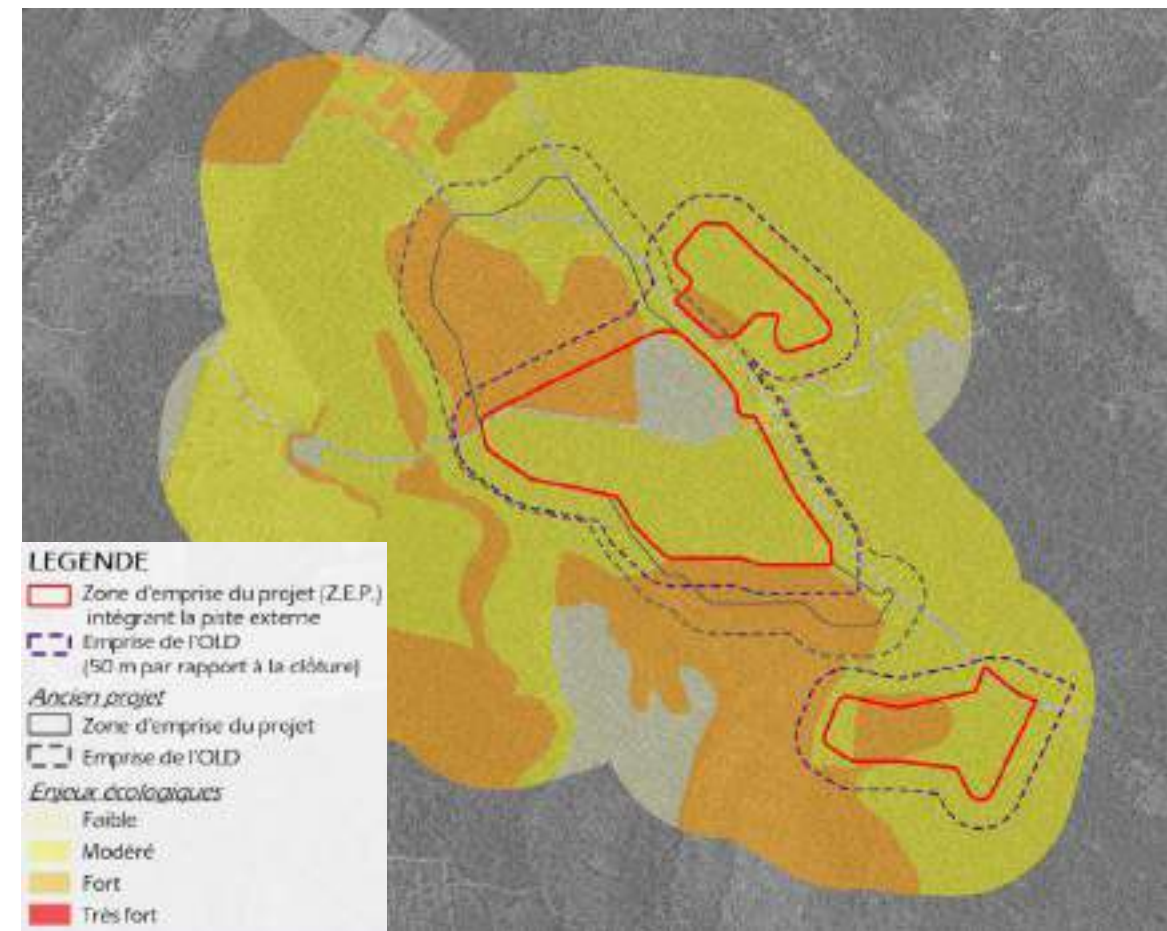 LEGENDE
Zone d'emprise du projet (Z.E.P.)
intégrant la piste externe
Emprise de l'OLD
(50 m par rapport à la clôture)
Ancien projet
Zone d'emprise du projet
Emprise de l'OLD
Enjeux écologiques
Faible
Modéré
Fort
Très fort